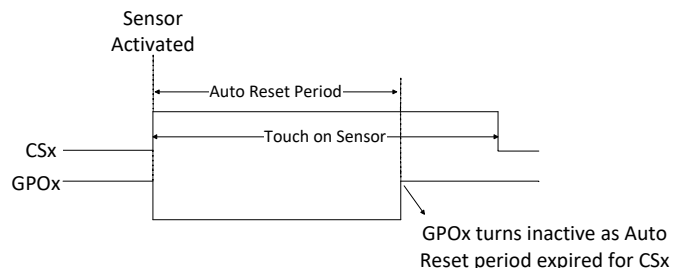 Sensor
Activated
Auto Reset Period
Touch on Sensor
CSx
GPOx
GPOx turns inactive as Auto
Reset period expired for CSx